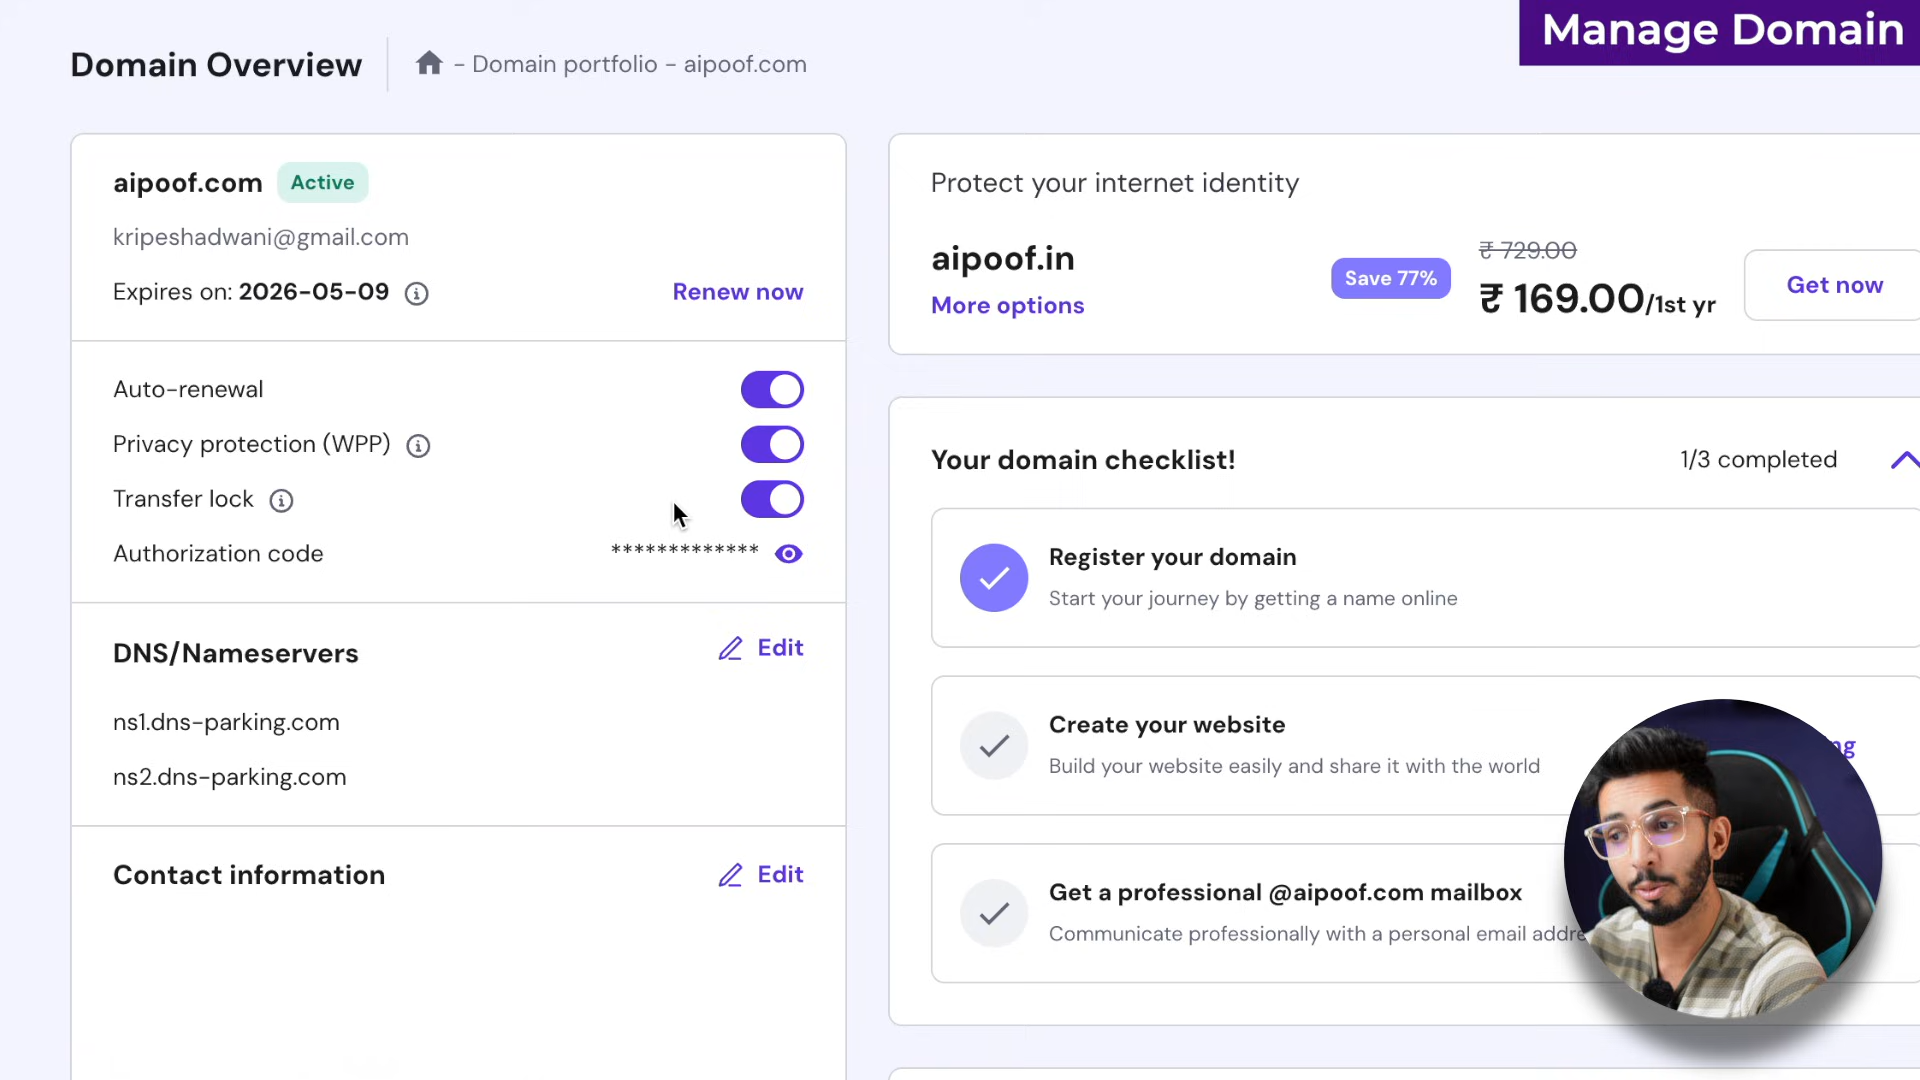 Manage Domain
Domain Overview
– Domain portfolio – aipoof.com
aipoof.com Active
kripeshadwani@gmail.com
Expires on: 2026-05-09
Renew now
Auto-renewal
Privacy protection (WPP)
Transfer lock
Authorization code
*************
DNS/Nameservers
Edit
ns1.dns-parking.com
ns2.dns-parking.com
Contact information
Edit
Protect your internet identity
aipoof.in
More options
Save 77%
₹ 729.00
₹ 169.00/1st yr
Get now
Your domain checklist!
1/3 completed
Register your domain
Start your journey by getting a name online
Create your website
Build your website easily and share it with the world
Get a professional @aipoof.com mailbox
Communicate professionally with a personal email